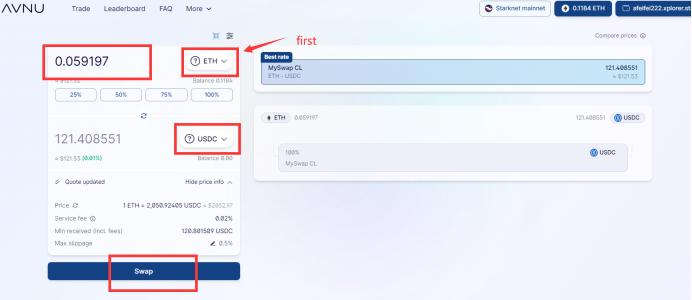 AVNU Trade Leaderboard FAQ More Starknet mainnet 0.1184 ETH afeifei222.xplorer.st
first
Compare prices
0.059197 ETH
Balance 0.1184
25% 50% 75% 100%
121.408551 USDC
≈ $121.53 (0.01%) Balance 0.00
Quote updated Hide price info
Price 1 ETH = 2,050.92405 USDC ≈ $2052.97
Service fee 0.02%
Min received (incl. fees) 120.801509 USDC
Max slippage 0.5%
Swap
Best rate
MySwap CL 121.408551
ETH - USDC ≈ $121.53
ETH 0.059197 121.408551 USDC
100% USDC
MySwap CL